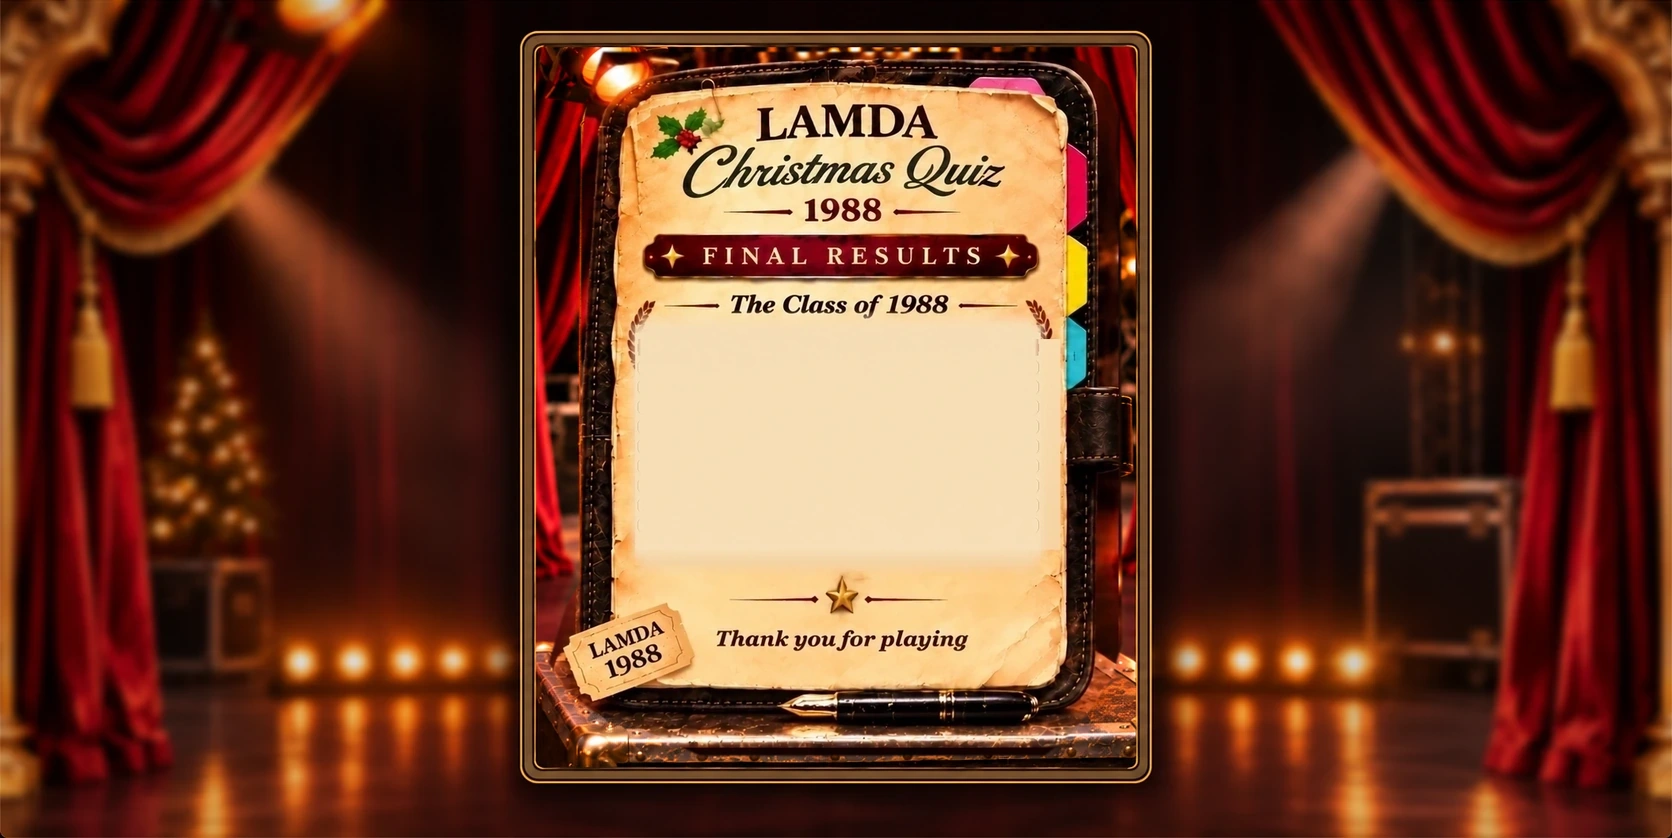 LAMDA
Christmas Quiz
1988
FINAL RESULTS
The Class of 1988
Thank you for playing
LAMDA
1988